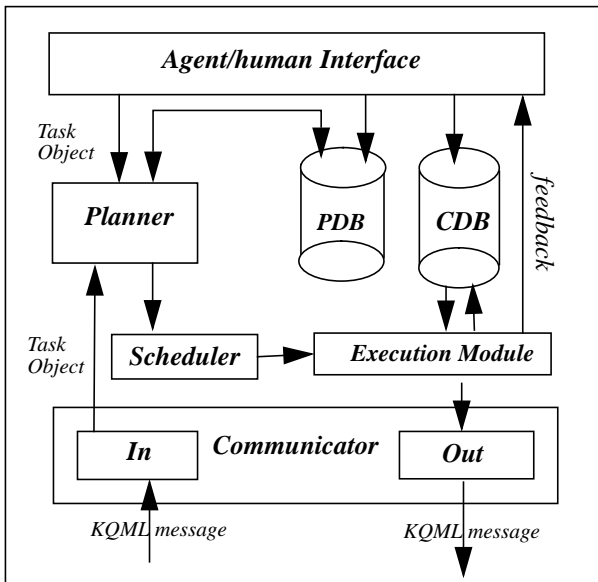 Agent/human Interface
Task
Object
feedback
Planner
PDB
CDB
Task
Object
Scheduler
Execution Module
In
Communicator
Out
KQML message
KQML message